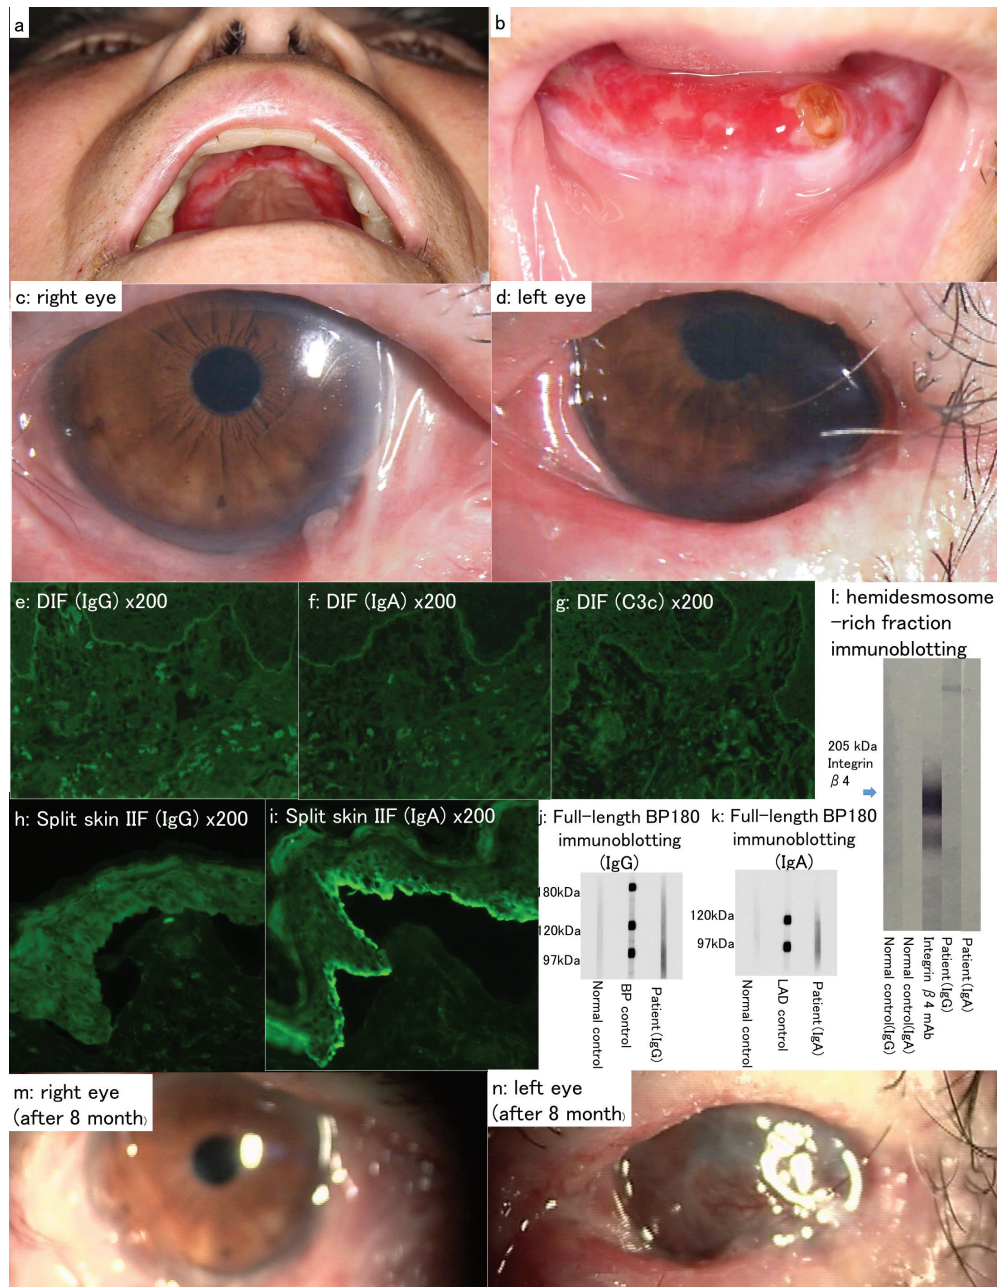 a
b
c: right eye
d: left eye
e: DIF (IgG) x200
f: DIF (IgA) x200
g: DIF (C3c) x200
l: hemidesmosome
-rich fraction
immunoblotting
205 kDa
Integrin
β4
h: Split skin IIF (IgG) x200
i: Split skin IIF (IgA) x200
j: Full-length BP180
immunoblotting
(IgG)
180kDa
120kDa
97kDa
Normal control
BP control
Patient (IgG)
k: Full-length BP180
immunoblotting
(IgA)
120kDa
97kDa
Normal control
LAD control
Patient (IgA)
Normal control(IgG)
Normal control(IgA)
Integrin β4 mAb
Patient (IgG)
Patient (IgA)
m: right eye
(after 8 month)
n: left eye
(after 8 month)